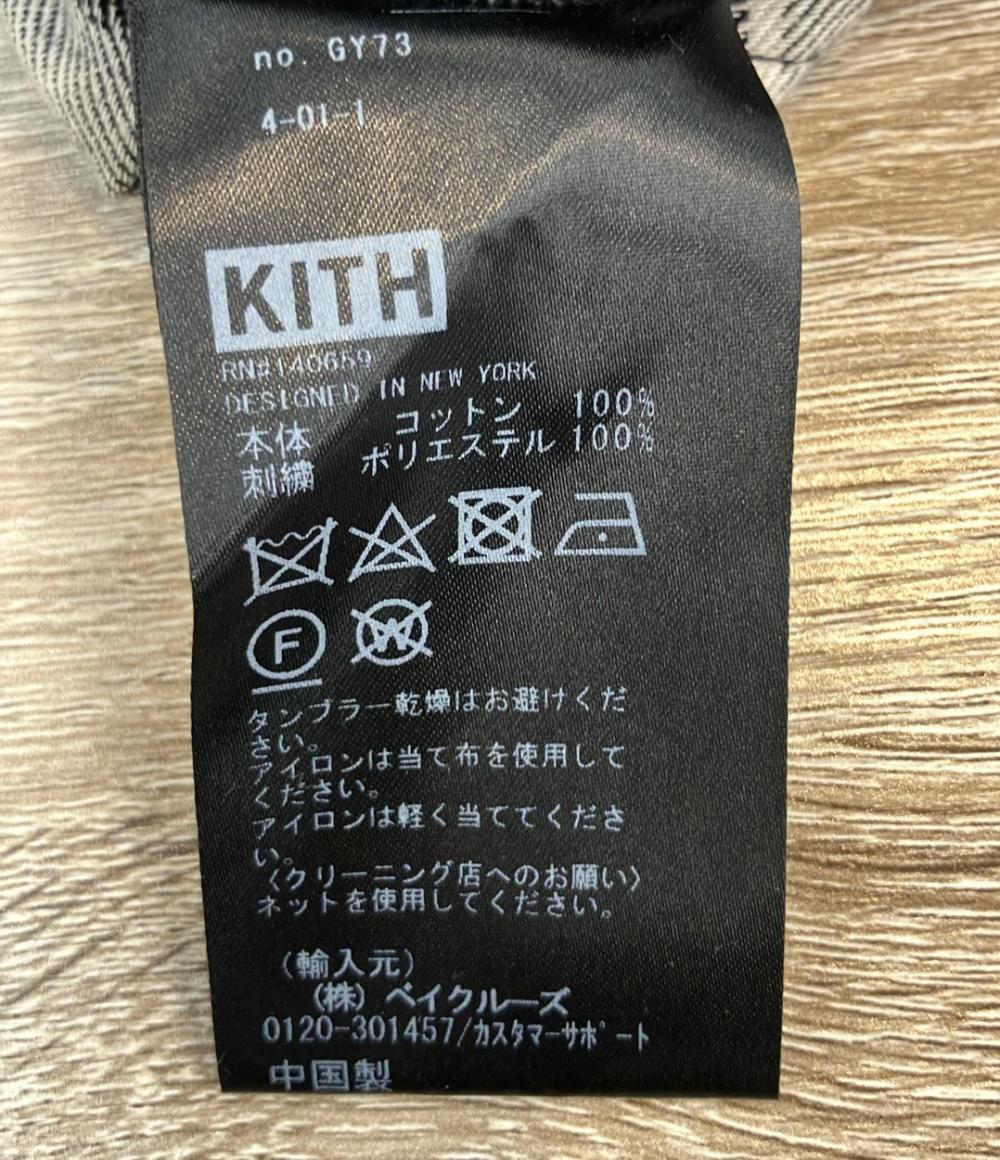 no. GY73
4-01-1
KITH
RN#140659
DESIGNED IN NEW YORK
本体 コットン 100%
刺繍 ポリエステル 100%
F W
タンブラー乾燥はお避けくだ
さい。
アイロンは当て布を使用して
ください。
アイロンは軽く当ててくださ
い。
〈クリーニング店へのお願い〉
ネットを使用してください。
(輸入元)
(株) ベイクルーズ
0120-301457/カスタマーサポート
中国製